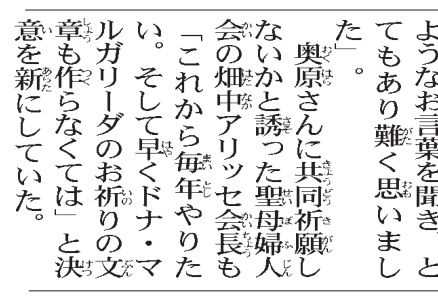 ようなお言葉を聞き、と
てもあり難く思いまし
た」。
奥原さんに共同祈願し
ないかと誘った聖母婦人
会の畑中アリッセ会長も
「これから毎年やりた
い。そして早くドナ・マ
ルガリーダのお祈りの文
章も作らなくては」と決
意を新にしていた。